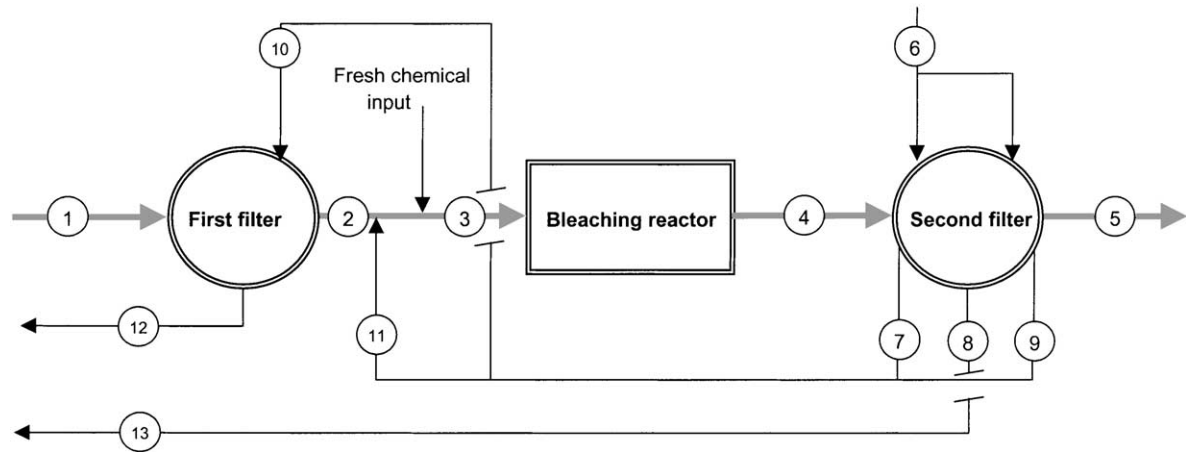 10
6
Fresh chemical
input
1
First filter
2
3
Bleaching reactor
4
Second filter
5
12
11
7
8
9
13